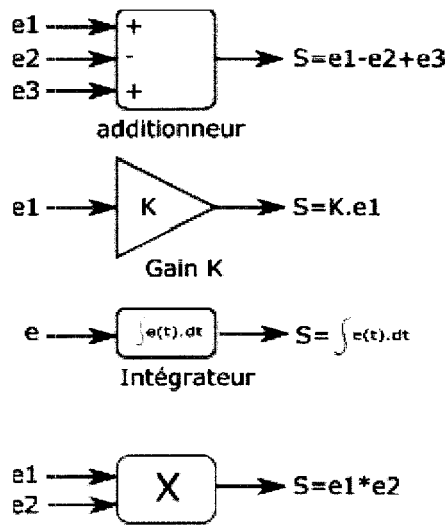 e1 +
e2 - S=e1-e2+e3
e3 +
additionneur
e1 K S=K.e1
Gain K
e ∫e(t).dt S=∫e(t).dt
Intégrateur
e1 X S=e1*e2
e2